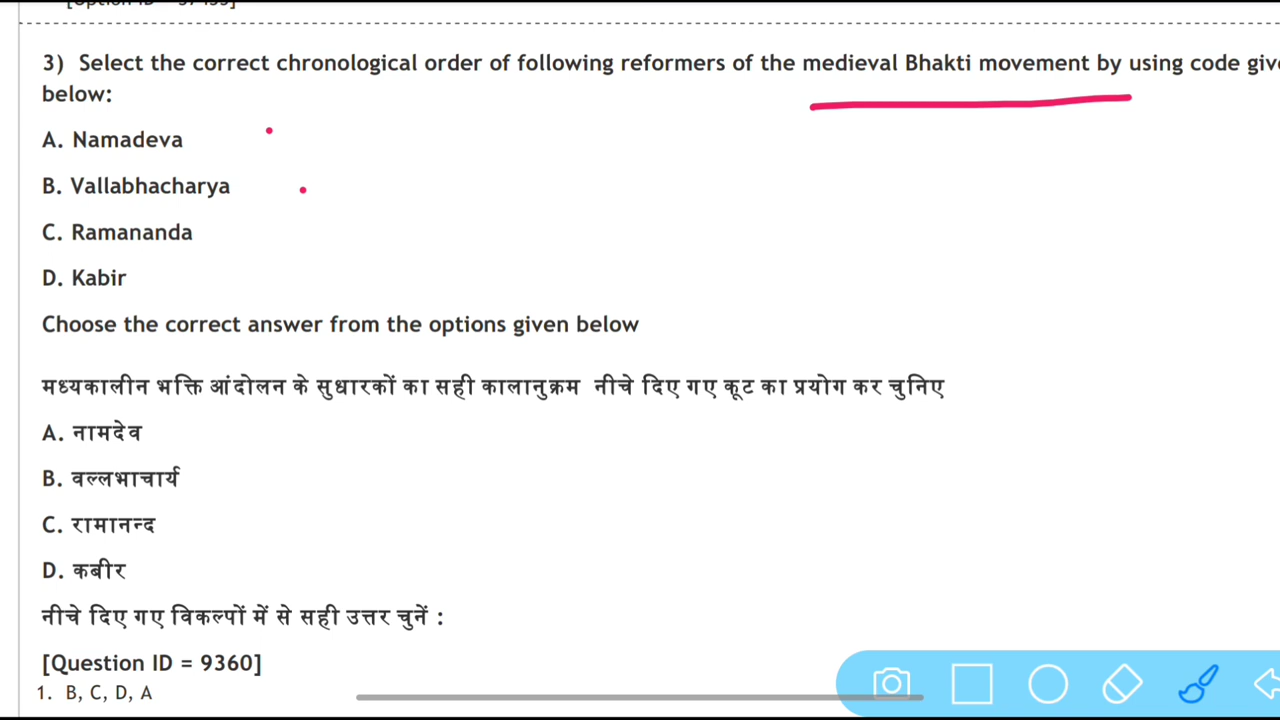 3) Select the correct chronological order of following reformers of the medieval Bhakti movement by using code give
below:
A. Namadeva
B. Vallabhacharya
C. Ramananda
D. Kabir
Choose the correct answer from the options given below
मध्यकालीन भक्ति आंदोलन के सुधारकों का सही कालानुक्रम नीचे दिए गए कूट का प्रयोग कर चुनिए
A. नामदेव
B. वल्लभाचार्य
C. रामानन्द
D. कबीर
नीचे दिए गए विकल्पों में से सही उत्तर चुनें :
[Question ID = 9360]
1. B, C, D, A